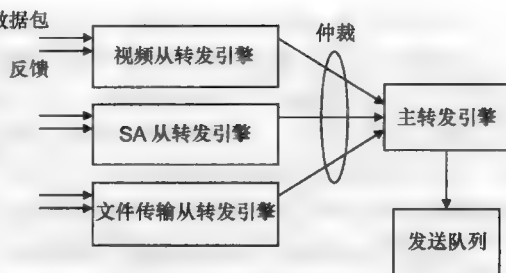 数据包
反馈
视频从转发引擎
仲裁
SA 从转发引擎
主转发引擎
文件传输从转发引擎
发送队列